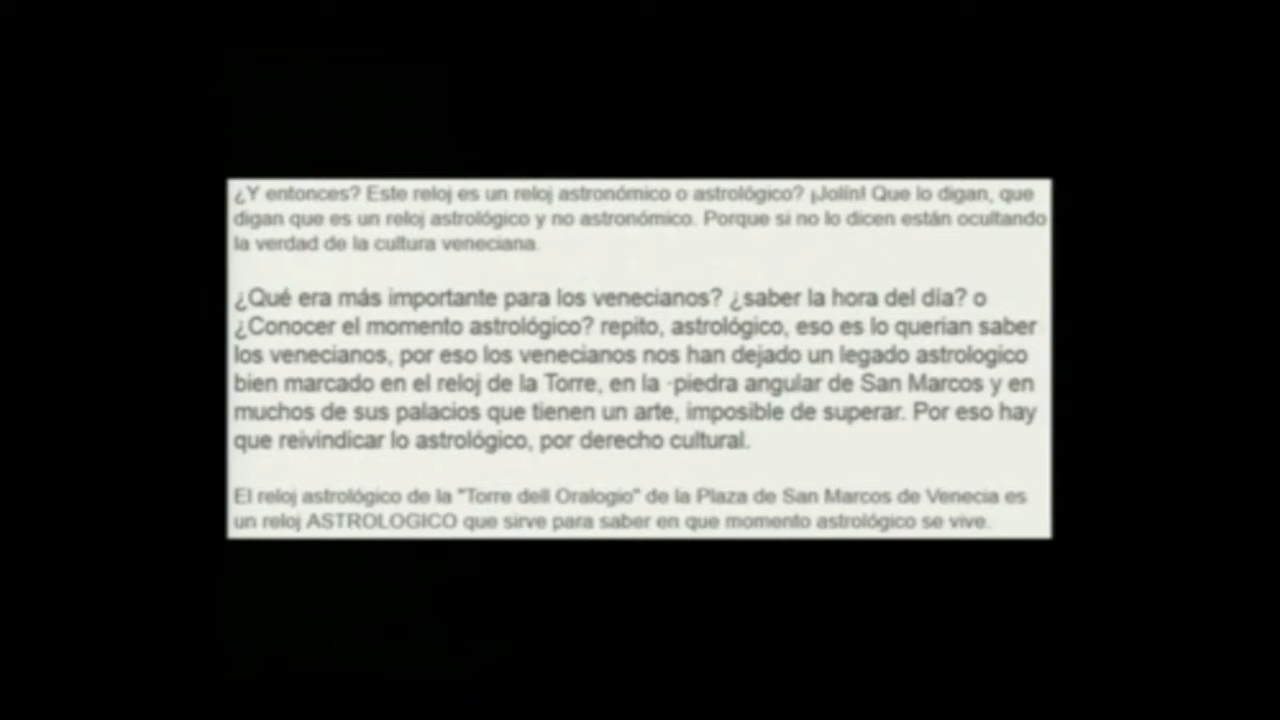 ¿Y entonces? Este reloj es un reloj astronómico o astrológico? ¡Jolín! Que lo digan, que
digan que es un reloj astrológico y no astronómico. Porque si no lo dicen están ocultando
la verdad de la cultura veneciana.
¿Qué era más importante para los venecianos? ¿saber la hora del día? o
¿Conocer el momento astrológico? repito, astrológico, eso es lo querian saber
los venecianos, por eso los venecianos nos han dejado un legado astrologico
bien marcado en el reloj de la Torre, en la -piedra angular de San Marcos y en
muchos de sus palacios que tienen un arte, imposible de superar. Por eso hay
que reivindicar lo astrológico, por derecho cultural.
El reloj astrológico de la "Torre dell Oralogio" de la Plaza de San Marcos de Venecia es
un reloj ASTROLOGICO que sirve para saber en que momento astrológico se vive.